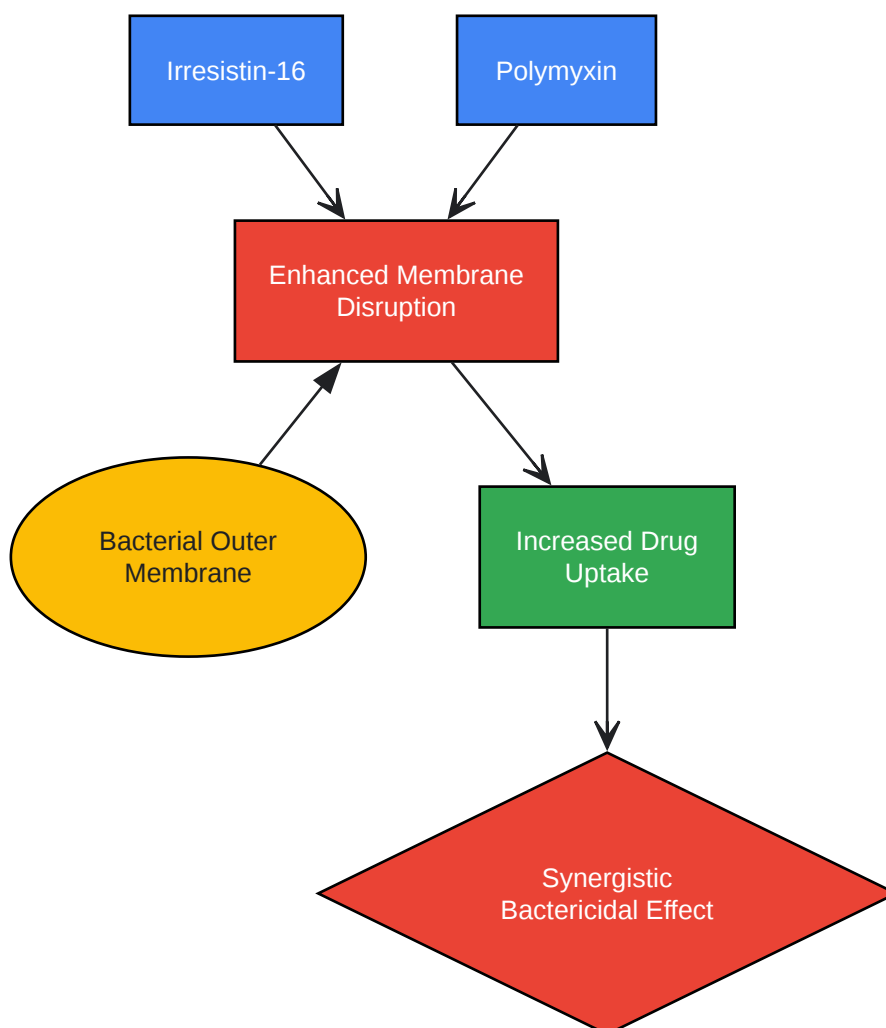 Irresistin-16
Polymyxin
Enhanced Membrane
Disruption
Bacterial Outer
Membrane
Increased Drug
Uptake
Synergistic
Bactericidal Effect